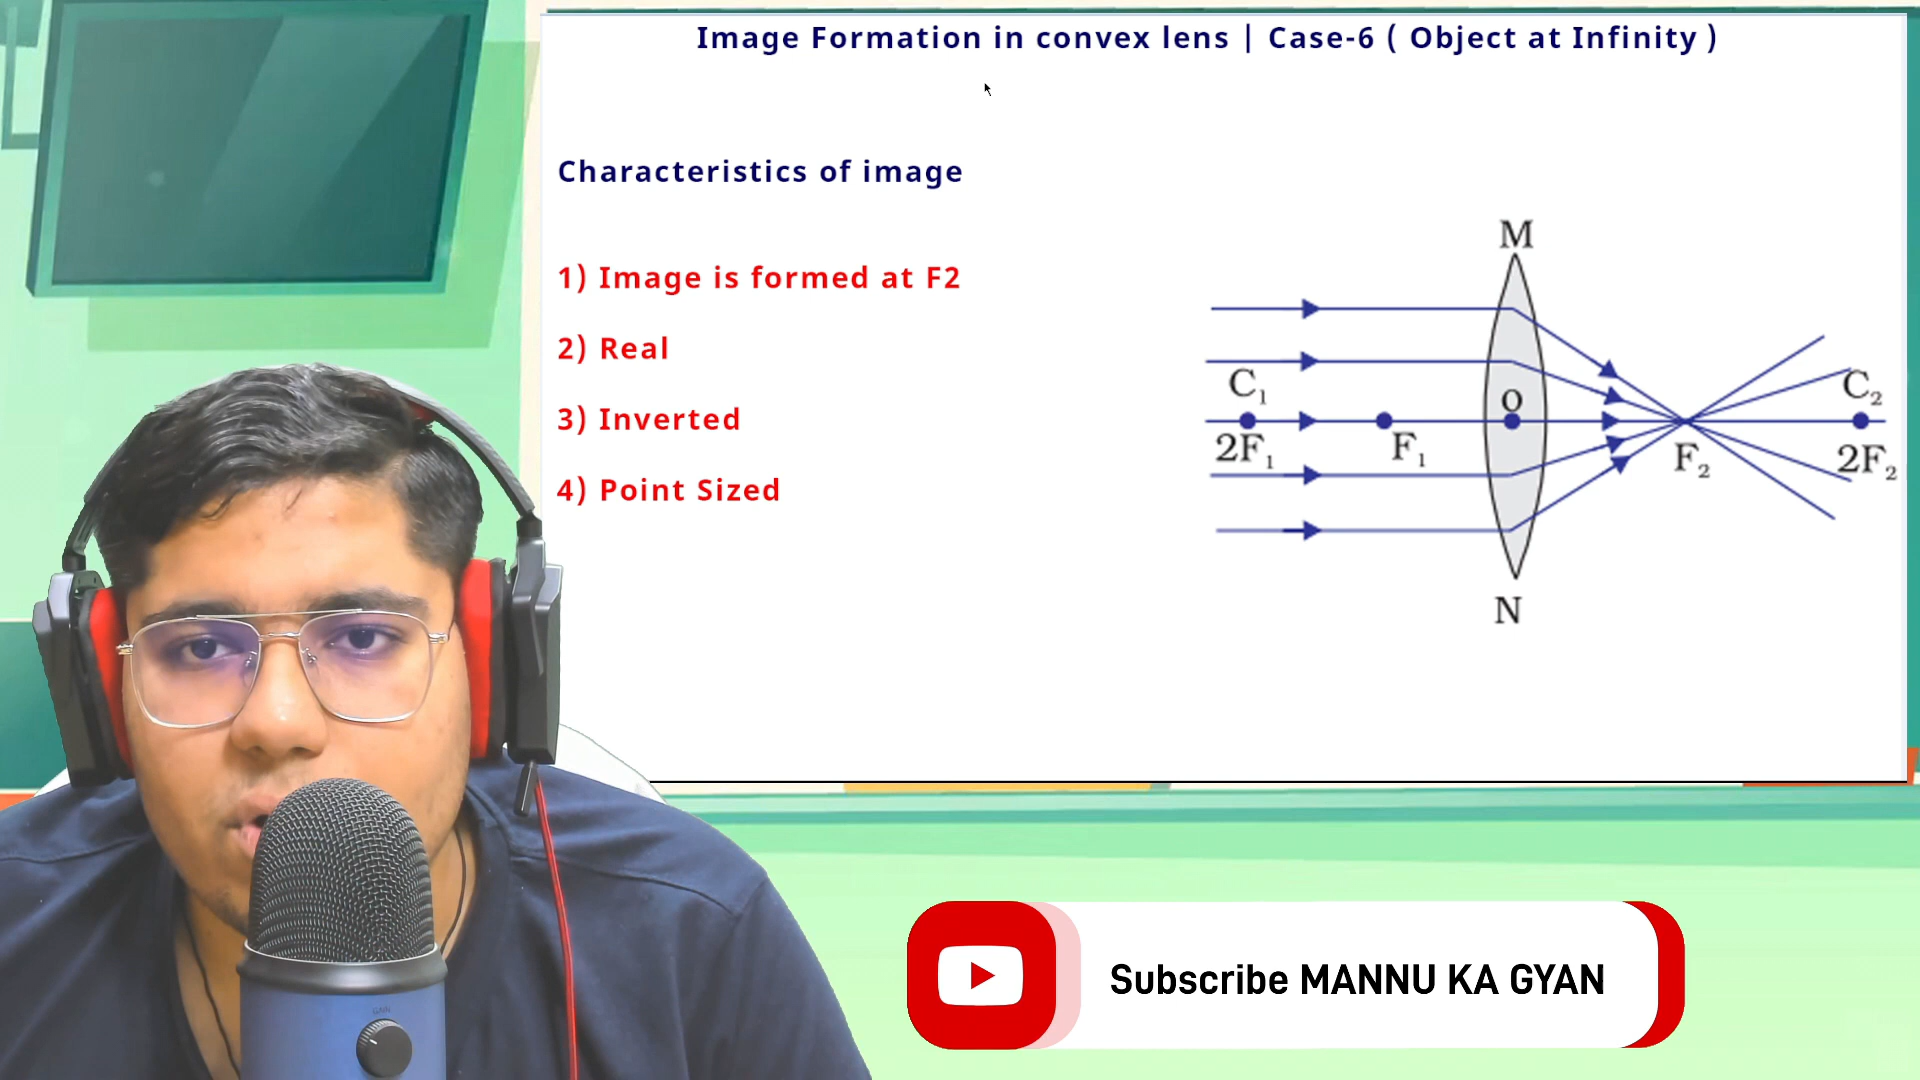 Image Formation in convex lens | Case-6 ( Object at Infinity )
Characteristics of image
1) Image is formed at F2
2) Real
3) Inverted
4) Point Sized
M
C₁
O
C₂
2F₁
F₁
F₂
2F₂
N
GAIN
Subscribe MANNU KA GYAN